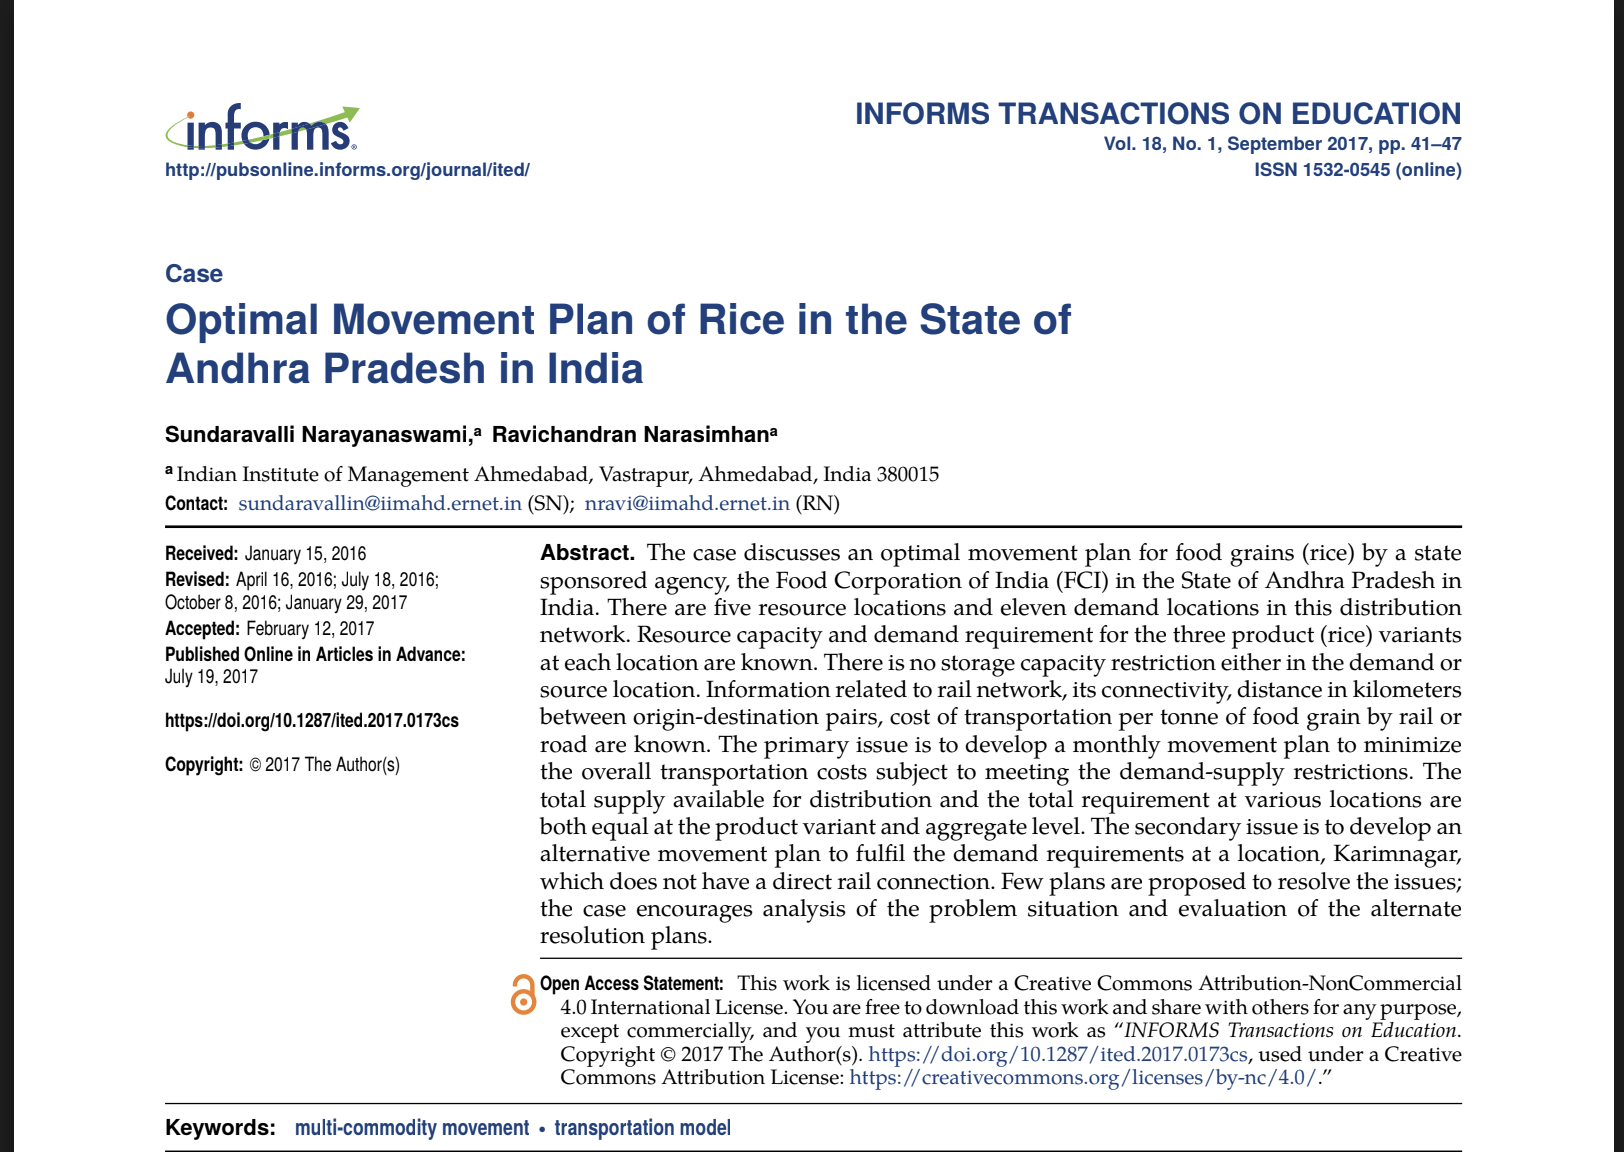 informs®
http://pubsonline.informs.org/journal/ited/
INFORMS TRANSACTIONS ON EDUCATION
Vol. 18, No. 1, September 2017, pp. 41–47
ISSN 1532-0545 (online)
Case
Optimal Movement Plan of Rice in the State of
Andhra Pradesh in India
Sundaravalli Narayanaswami,ᵃ Ravichandran Narasimhanᵃ
ᵃ Indian Institute of Management Ahmedabad, Vastrapur, Ahmedabad, India 380015
Contact: sundaravallin@iimahd.ernet.in (SN); nravi@iimahd.ernet.in (RN)
Received: January 15, 2016
Revised: April 16, 2016; July 18, 2016;
October 8, 2016; January 29, 2017
Accepted: February 12, 2017
Published Online in Articles in Advance:
July 19, 2017
https://doi.org/10.1287/ited.2017.0173cs
Copyright: © 2017 The Author(s)
Abstract. The case discusses an optimal movement plan for food grains (rice) by a state
sponsored agency, the Food Corporation of India (FCI) in the State of Andhra Pradesh in
India. There are five resource locations and eleven demand locations in this distribution
network. Resource capacity and demand requirement for the three product (rice) variants
at each location are known. There is no storage capacity restriction either in the demand or
source location. Information related to rail network, its connectivity, distance in kilometers
between origin-destination pairs, cost of transportation per tonne of food grain by rail or
road are known. The primary issue is to develop a monthly movement plan to minimize
the overall transportation costs subject to meeting the demand-supply restrictions. The
total supply available for distribution and the total requirement at various locations are
both equal at the product variant and aggregate level. The secondary issue is to develop an
alternative movement plan to fulfil the demand requirements at a location, Karimnagar,
which does not have a direct rail connection. Few plans are proposed to resolve the issues;
the case encourages analysis of the problem situation and evaluation of the alternate
resolution plans.
Open Access Statement: This work is licensed under a Creative Commons Attribution-NonCommercial
4.0 International License. You are free to download this work and share with others for any purpose,
except commercially, and you must attribute this work as “INFORMS Transactions on Education.
Copyright © 2017 The Author(s). https://doi.org/10.1287/ited.2017.0173cs, used under a Creative
Commons Attribution License: https://creativecommons.org/licenses/by-nc/4.0/.”
Keywords: multi-commodity movement • transportation model